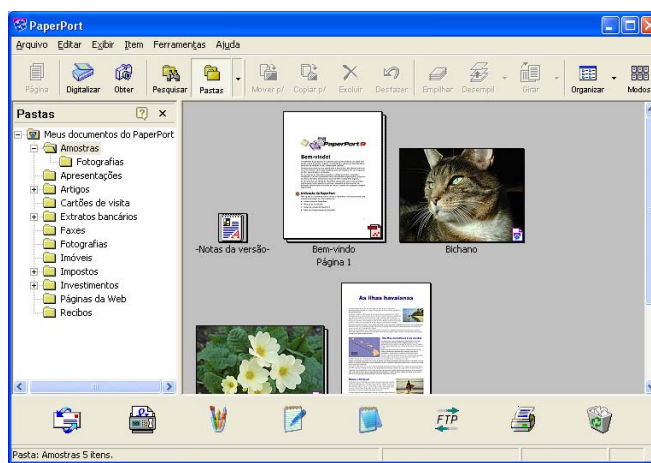 PaperPort
Arquivo Editar Exibir Item Ferramentas Ajuda
Página Digitalizar Obter Pesquisar Pastas Mover p/ Copiar p/ Excluir Desfazer Empilhar Desempil Girar Organizar Modos
Pastas
Meus documentos do PaperPort
Amostras
Fotografias
Apresentações
Artigos
Cartões de visita
Extratos bancários
Faxes
Fotografias
Imóveis
Impostos
Investimentos
Páginas da Web
Recibos
PaperPort 9
Bem-vindo!
-Notas da versão-
Bem-vindo
Página 1
Bichano
As ilhas havaianas
FTP
Pasta: Amostras 5 itens.